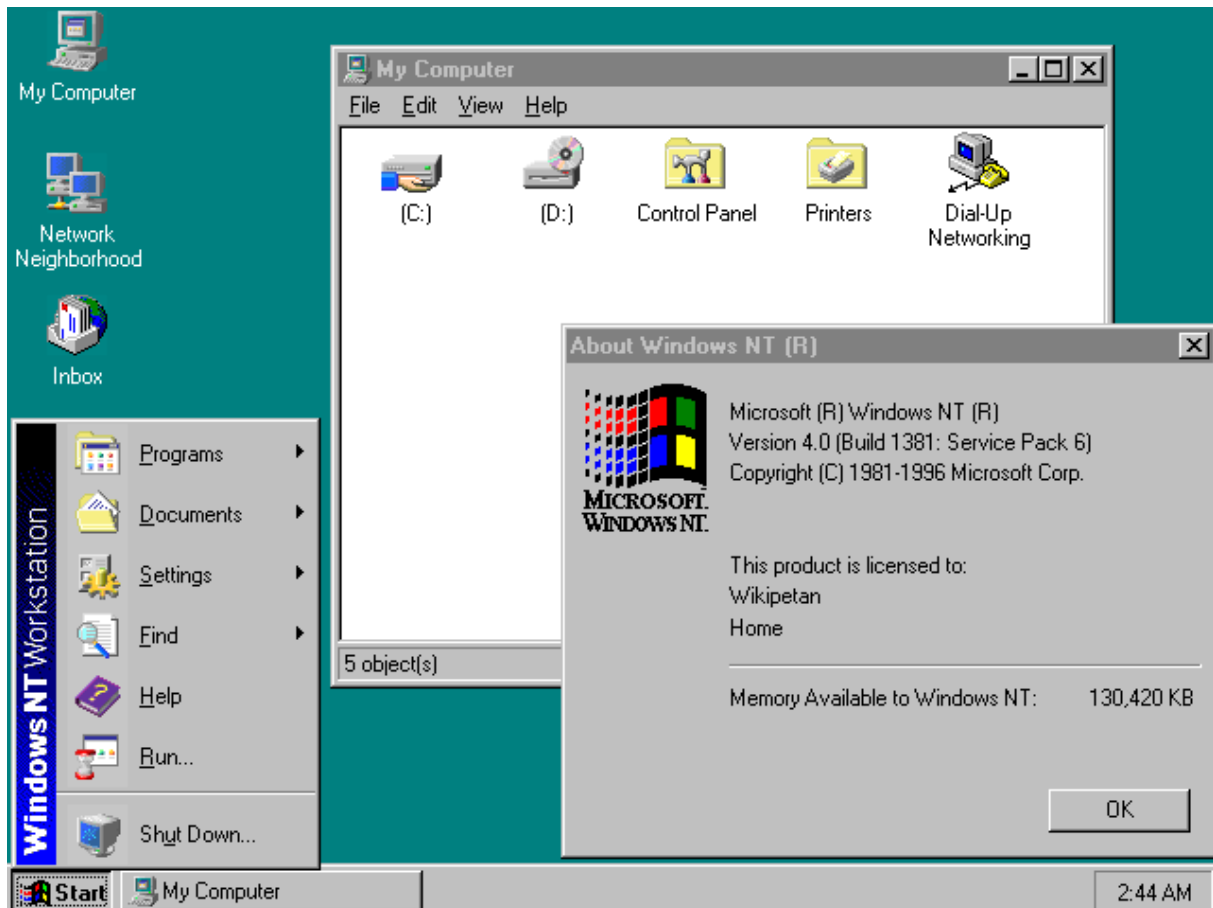 My Computer
Network
Neighborhood
Inbox
My Computer
File Edit View Help
(C:) (D:) Control Panel Printers Dial-Up
Networking
5 object(s)
About Windows NT (R)
MICROSOFT.
WINDOWS NT.
Microsoft (R) Windows NT (R)
Version 4.0 (Build 1381: Service Pack 6)
Copyright (C) 1981-1996 Microsoft Corp.
This product is licensed to:
Wikipetan
Home
Memory Available to Windows NT: 130,420 KB
OK
Windows NT Workstation
Programs
Documents
Settings
Find
Help
Run...
Shut Down...
Start My Computer 2:44 AM